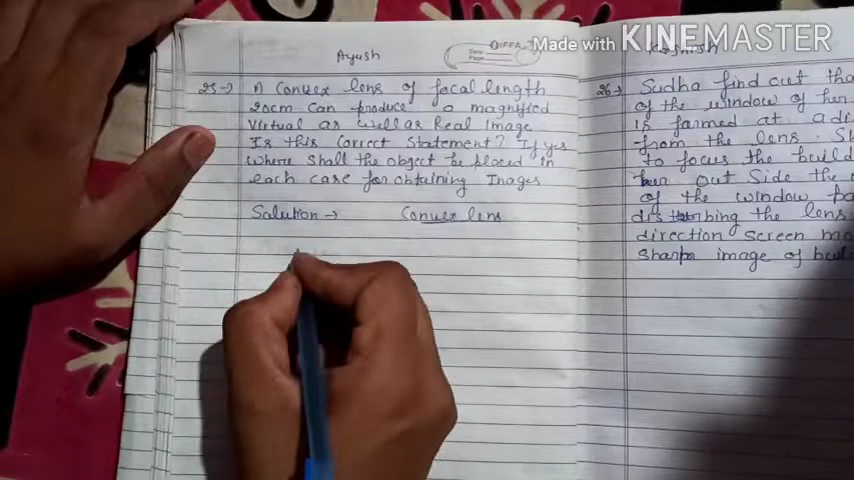 Made with KINEMASTER
Ayush
DIFFA
Date
Page
25→ A Convex lens of focal length
20cm can produce a magnified
Virtual as well as Real image
Is this Correct Statement? If yes
where shall the object be placed in
each case for obtaining Images
Solution → Convex lens
26→ Sudha find out tha
of the window of her
is formed at a di
from the lens. S
to focus the build
out Side the
of the window
the lens
direction screen
sharp image of buil